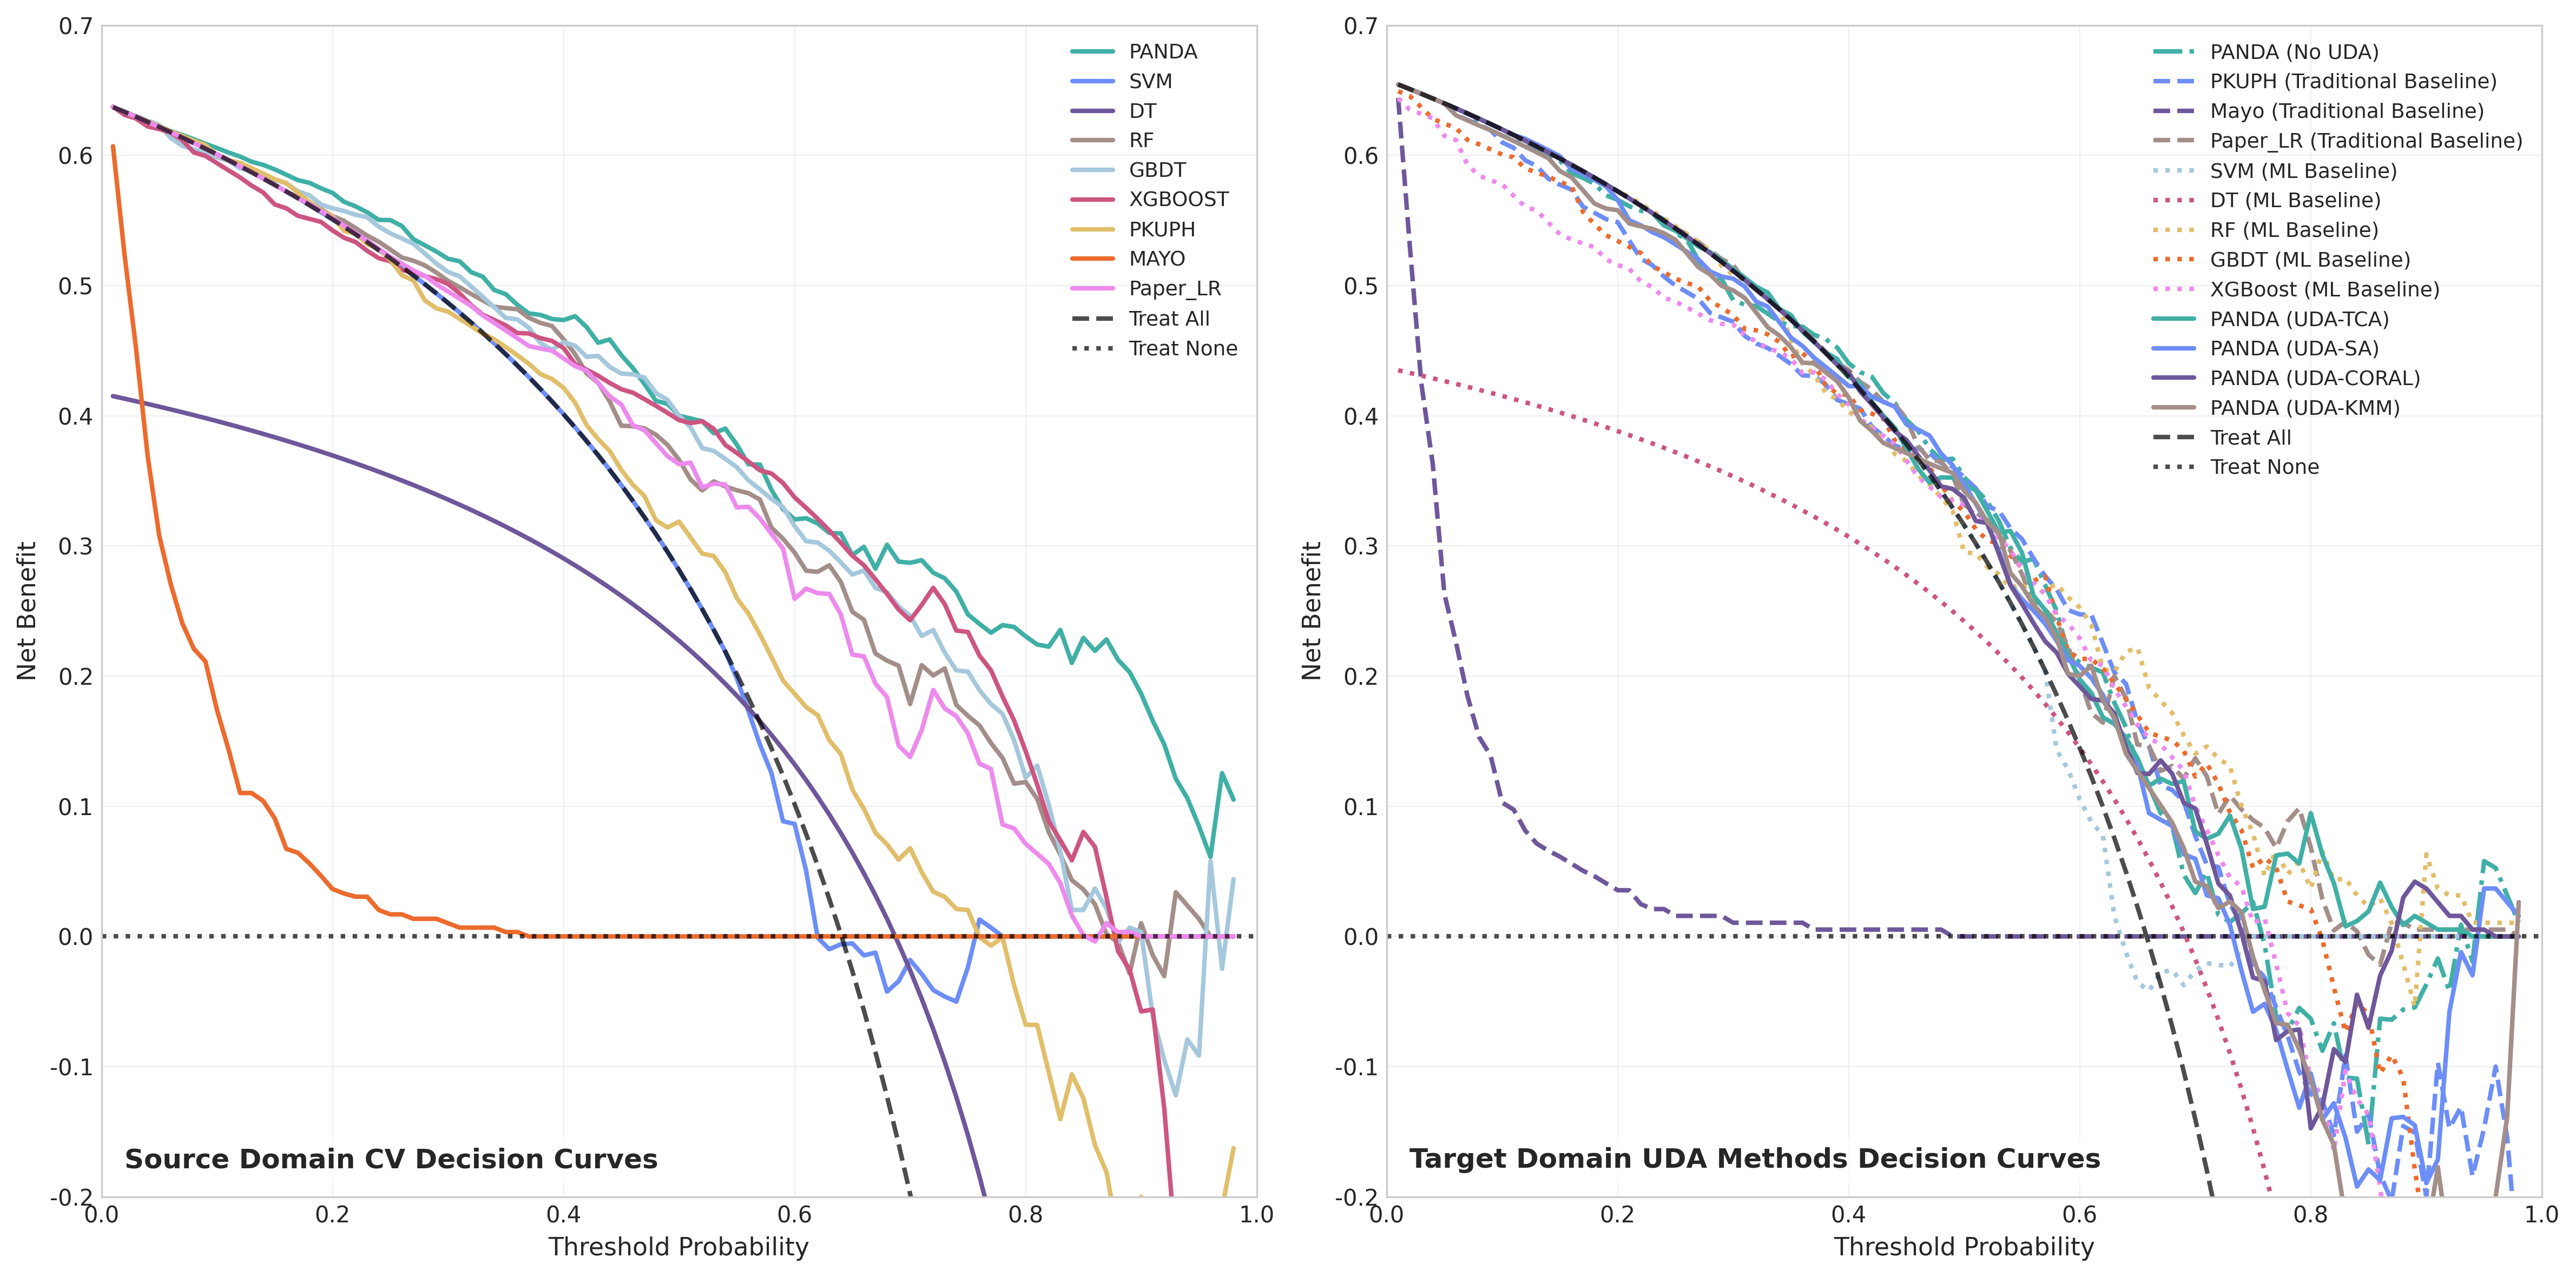 0.7
0.6
0.5
0.4
0.3
0.2
0.1
0.0
-0.1
-0.2
Net Benefit
0.0 0.2 0.4 0.6 0.8 1.0
Threshold Probability
PANDA
SVM
DT
RF
GBDT
XGBOOST
PKUPH
MAYO
Paper_LR
Treat All
Treat None
Source Domain CV Decision Curves
0.7
0.6
0.5
0.4
0.3
0.2
0.1
0.0
-0.1
-0.2
Net Benefit
0.0 0.2 0.4 0.6 0.8 1.0
Threshold Probability
PANDA (No UDA)
PKUPH (Traditional Baseline)
Mayo (Traditional Baseline)
Paper_LR (Traditional Baseline)
SVM (ML Baseline)
DT (ML Baseline)
RF (ML Baseline)
GBDT (ML Baseline)
XGBoost (ML Baseline)
PANDA (UDA-TCA)
PANDA (UDA-SA)
PANDA (UDA-CORAL)
PANDA (UDA-KMM)
Treat All
Treat None
Target Domain UDA Methods Decision Curves